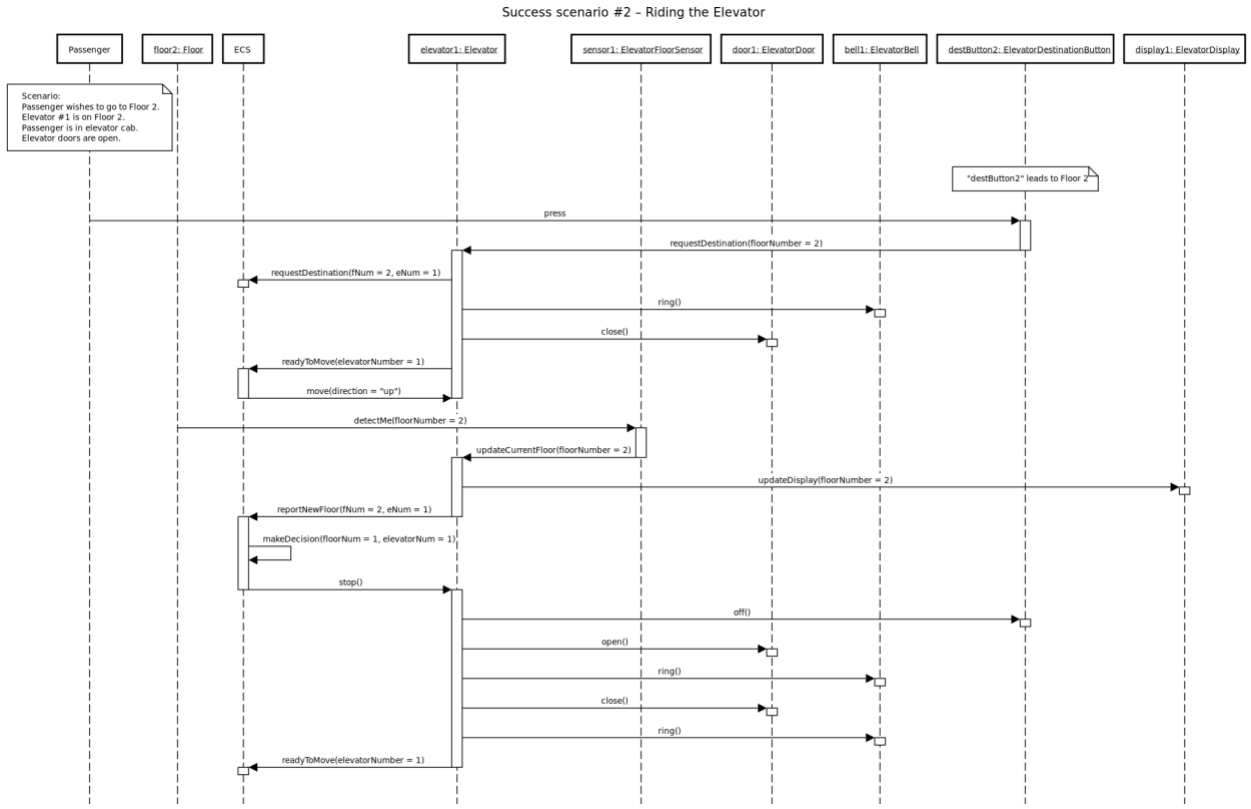 Success scenario #2 – Riding the Elevator
Passenger
floor2: Floor
ECS
elevator1: Elevator
sensor1: ElevatorFloorSensor
door1: ElevatorDoor
bell1: ElevatorBell
destButton2: ElevatorDestinationButton
display1: ElevatorDisplay
Scenario:
Passenger wishes to go to Floor 2.
Elevator #1 is on Floor 2.
Passenger is in elevator cab.
Elevator doors are open.
"destButton2" leads to Floor 2
press
requestDestination(floorNumber = 2)
requestDestination(fNum = 2, eNum = 1)
ring()
close()
readyToMove(elevatorNumber = 1)
move(direction = "up")
detectMe(floorNumber = 2)
updateCurrentFloor(floorNumber = 2)
updateDisplay(floorNumber = 2)
reportNewFloor(fNum = 2, eNum = 1)
makeDecision(floorNum = 1, elevatorNum = 1)
stop()
off()
open()
ring()
close()
ring()
readyToMove(elevatorNumber = 1)